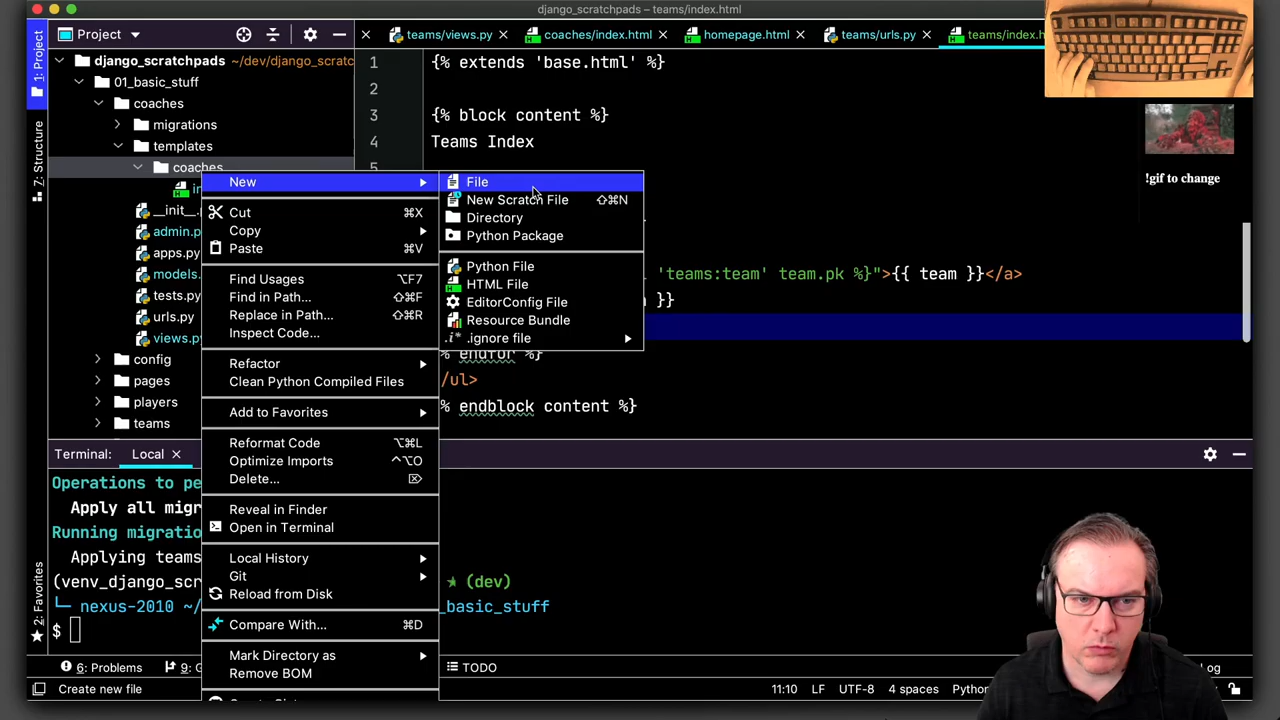 django_scratchpads – teams/index.html
Project
teams/views.py
coaches/index.html
homepage.html
teams/urls.py
teams/index.h
1: Project
7: Structure
2: Favorites
django_scratchpads ~/dev/django_scratc
01_basic_stuff
coaches
migrations
templates
coaches
in
__init__.p
admin.p
apps.py
models.
tests.py
urls.py
views.py
config
pages
players
teams
1 {% extends 'base.html' %}
2
3 {% block content %}
4 Teams Index
5
'teams:team' team.pk %}">{{ team }}</a>
}}
% endfor %}
/ul>
% endblock content %}
New
Cut ⌘X
Copy
Paste ⌘V
Find Usages ⌥F7
Find in Path... ⇧⌘F
Replace in Path... ⇧⌘R
Inspect Code...
Refactor
Clean Python Compiled Files
Add to Favorites
Reformat Code ⌥⌘L
Optimize Imports ^⌥O
Delete... ⌦
Reveal in Finder
Open in Terminal
Local History
Git
Reload from Disk
Compare With... ⌘D
Mark Directory as
Remove BOM
File
New Scratch File ⇧⌘N
Directory
Python Package
Python File
HTML File
EditorConfig File
Resource Bundle
.ignore file
!gif to change
Terminal: Local
Operations to pe
Apply all migr
Running migratio
Applying teams
(venv_django_scr
★ (dev)
└─ nexus-2010 ~/
_basic_stuff
$
6: Problems
9: G
TODO
og
Create new file
11:10 LF UTF-8 4 spaces Python